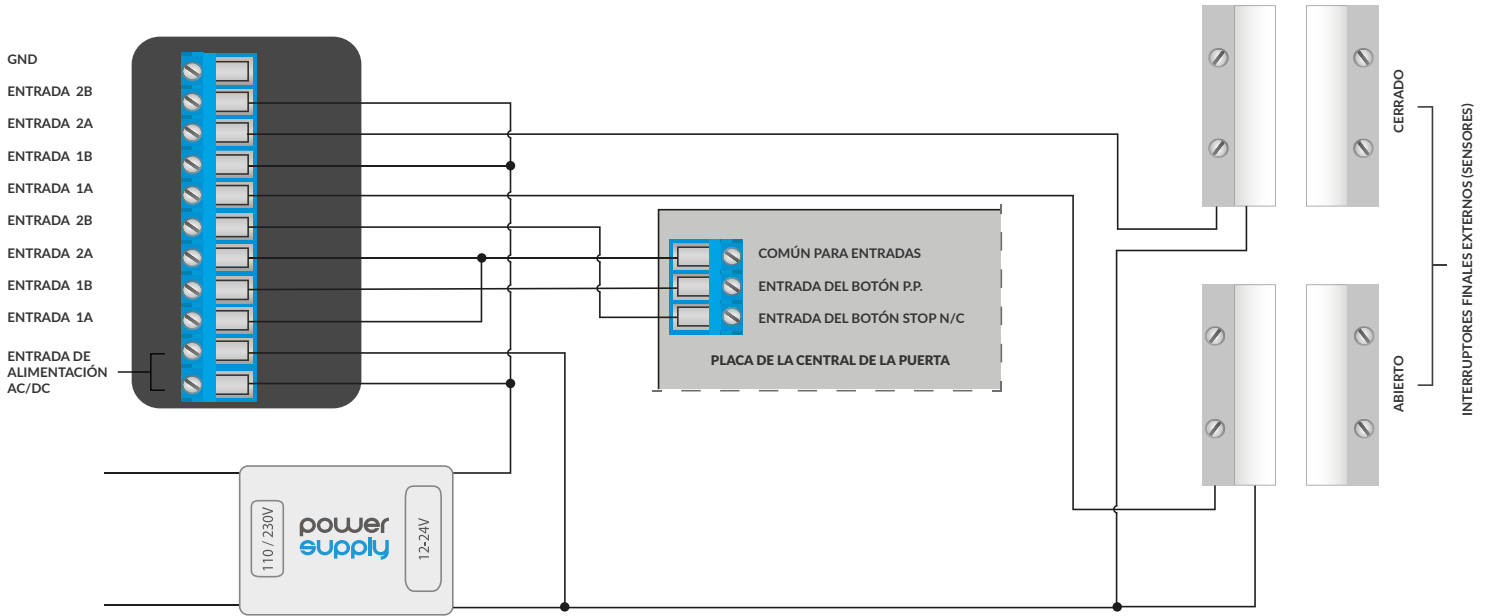 GND
ENTRADA 2B
ENTRADA 2A
ENTRADA 1B
ENTRADA 1A
ENTRADA 2B
ENTRADA 2A
ENTRADA 1B
ENTRADA 1A
ENTRADA DE
ALIMENTACIÓN
AC/DC
COMÚN PARA ENTRADAS
ENTRADA DEL BOTÓN P.P.
ENTRADA DEL BOTÓN STOP N/C
PLACA DE LA CENTRAL DE LA PUERTA
110 / 230V
power
supply
12-24V
CERRADO
ABIERTO
INTERRUPTORES FINALES EXTERNOS (SENSORES)